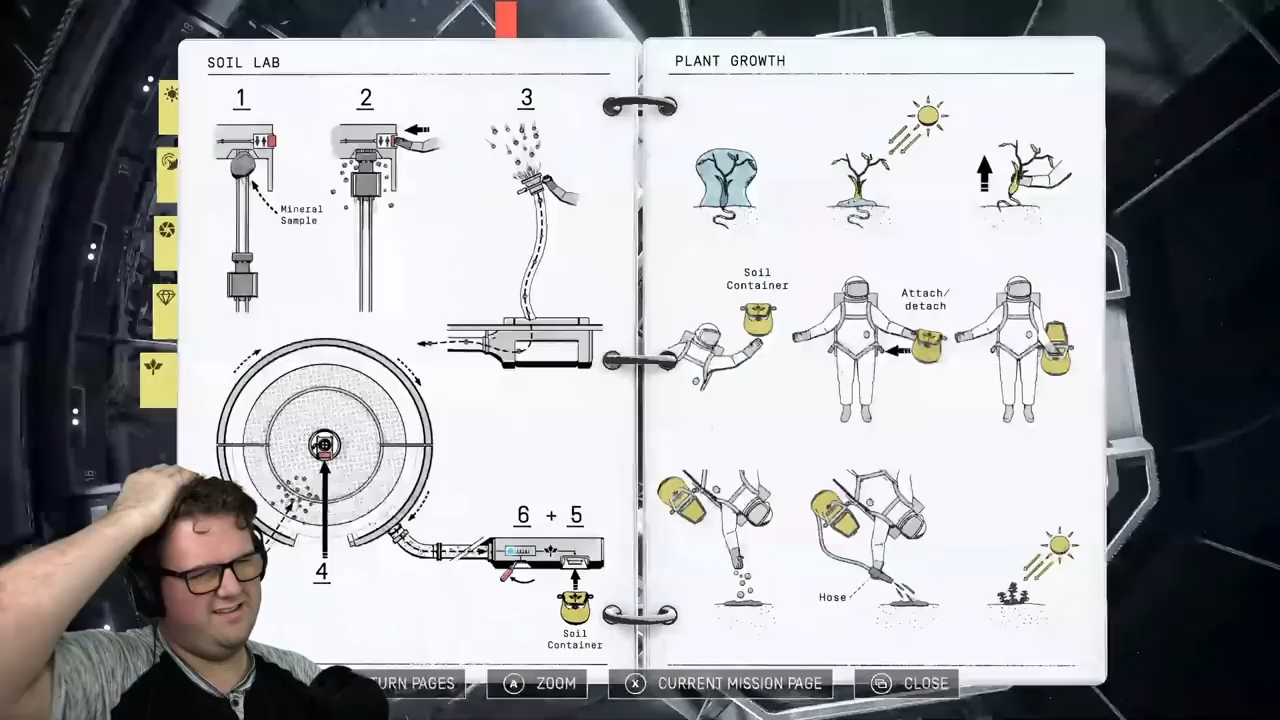 SOIL LAB
1
2
3
Mineral
Sample
4
6 + 5
Soil
Container
PLANT GROWTH
Soil
Container
Attach/
detach
Hose
TURN PAGES
A ZOOM
X CURRENT MISSION PAGE
CLOSE